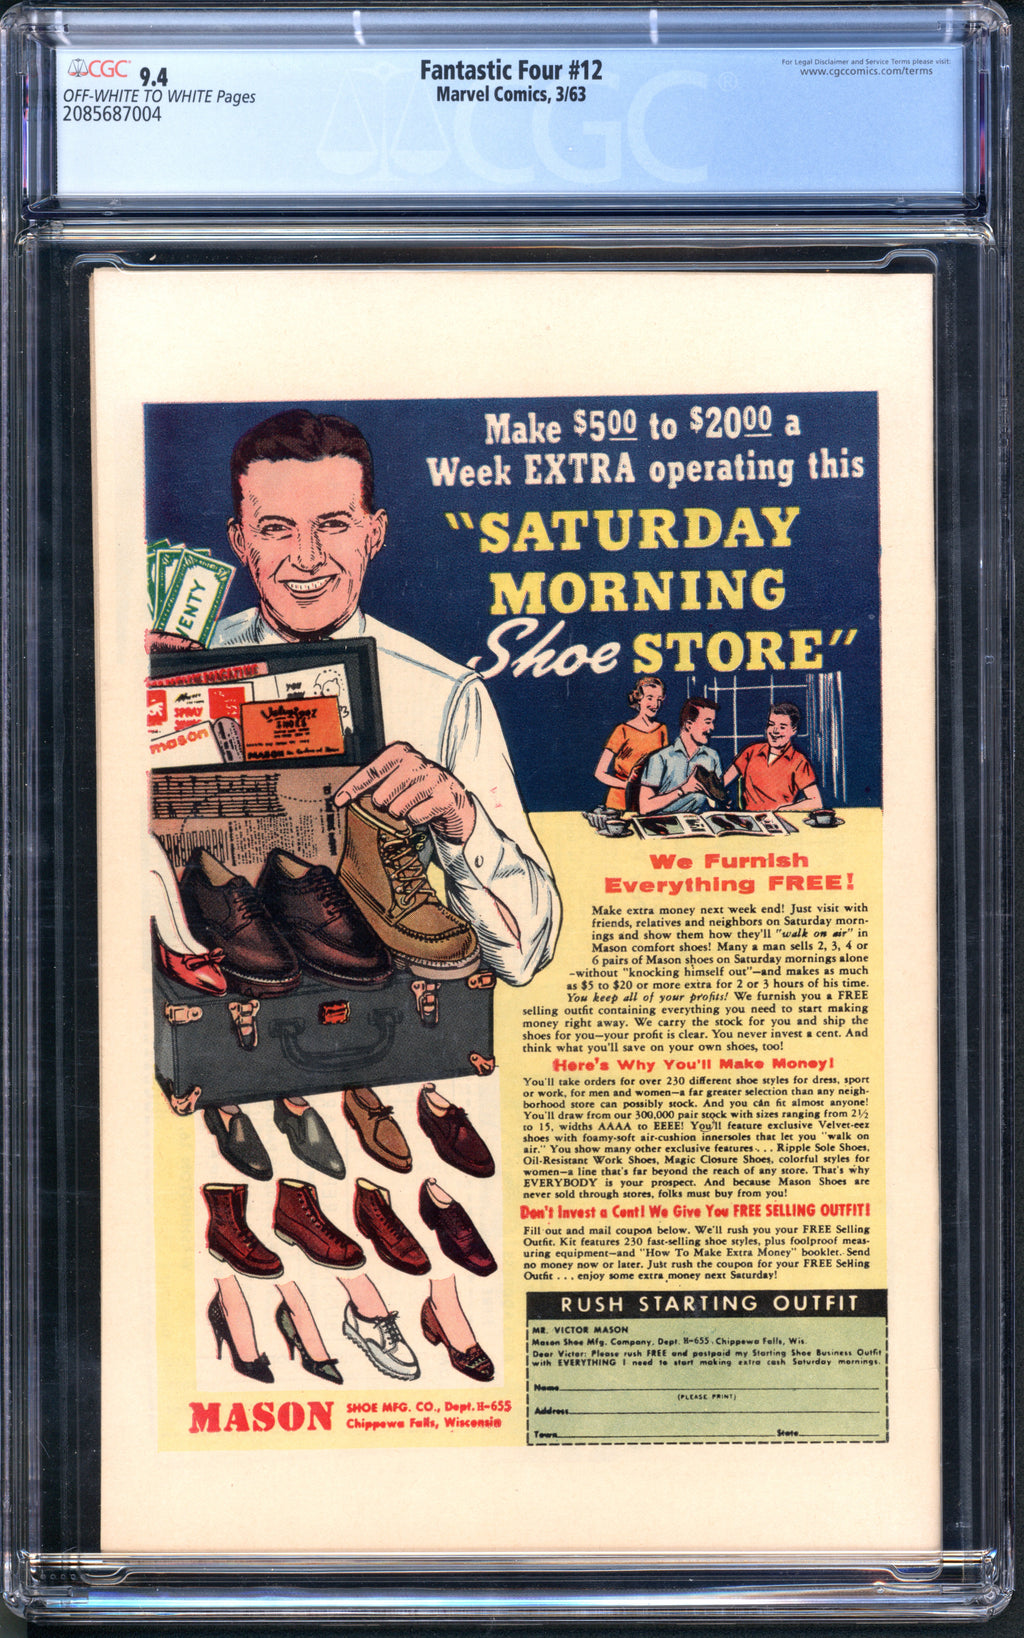 CGC 9.4
OFF-WHITE TO WHITE Pages
2085687004
Fantastic Four #12
Marvel Comics, 3/63
For Legal Disclaimer and Service Terms please visit:
www.cgccomics.com/terms
CGC
Make $5.00 to $20.00 a
Week EXTRA operating this
"SATURDAY
MORNING
Shoe STORE"
VENTY
SPRAY
mason
Velvet-eez
SHOES
MASON
We Furnish
Everything FREE!
Make extra money next week end! Just visit with
friends, relatives and neighbors on Saturday morn-
ings and show them how they'll "walk on air" in
Mason comfort shoes! Many a man sells 2, 3, 4 or
6 pairs of Mason shoes on Saturday mornings alone
-without "knocking himself out"—and makes as much
as $5 to $20 or more extra for 2 or 3 hours of his time.
You keep all of your profits! We furnish you a FREE
selling outfit containing everything you need to start making
money right away. We carry the stock for you and ship the
shoes for you—your profit is clear. You never invest a cent. And
think what you'll save on your own shoes, too!
Here's Why You'll Make Money!
You'll take orders for over 230 different shoe styles for dress, sport
or work, for men and women—a far greater selection than any neigh-
borhood store can possibly stock. And you can fit almost anyone!
You'll draw from our 300,000 pair stock with sizes ranging from 2½
to 15, widths AAAA to EEEE! You'll feature exclusive Velvet-eez
shoes with foamy-soft air-cushion innersoles that let you "walk on
air." You show many other exclusive features . . . Ripple Sole Shoes,
Oil-Resistant Work Shoes, Magic Closure Shoes, colorful styles for
women—a line that's far beyond the reach of any store. That's why
EVERYBODY is your prospect. And because Mason Shoes are
never sold through stores, folks must buy from you!
Don't Invest a Cent! We Give You FREE SELLING OUTFIT!
Fill out and mail coupon below. We'll rush you your FREE Selling
Outfit. Kit features 230 fast-selling shoe styles, plus foolproof meas-
uring equipment—and "How To Make Extra Money" booklet. Send
no money now or later. Just rush the coupon for your FREE Selling
Outfit . . . enjoy some extra money next Saturday!
RUSH STARTING OUTFIT
MR. VICTOR MASON
Mason Shoe Mfg. Company, Dept. H-655 Chippewa Falls, Wis.
Dear Victor: Please rush FREE and postpaid my Starting Shoe Business Outfit
with EVERYTHING I need to start making extra cash Saturday mornings.
Name
(PLEASE PRINT)
Address
Town State
MASON SHOE MFG. CO., Dept. H-655
Chippewa Falls, Wisconsin